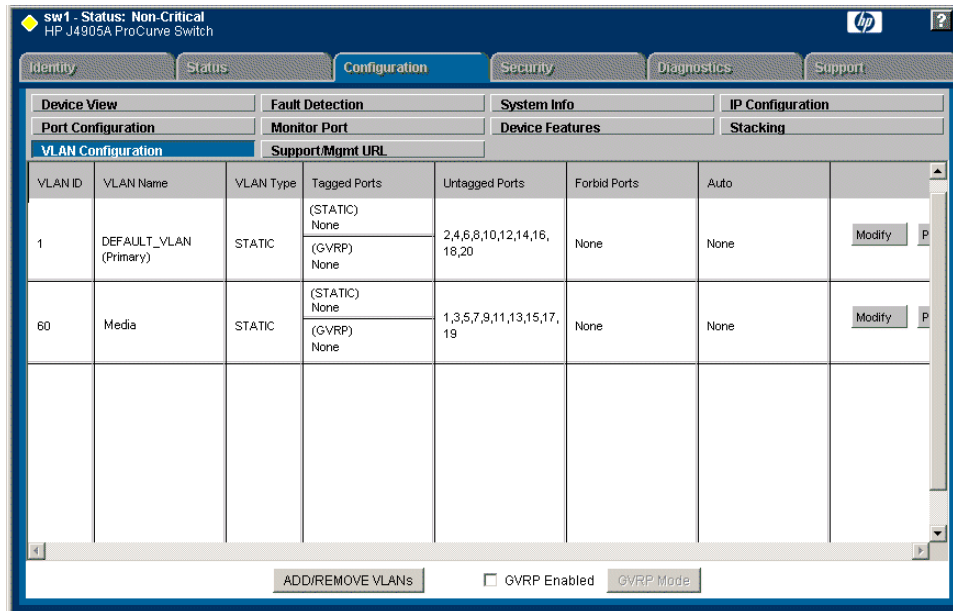 sw1 - Status: Non-Critical
HP J4905A ProCurve Switch
hp
?
Identity
Status
Configuration
Security
Diagnostics
Support
Device View
Fault Detection
System Info
IP Configuration
Port Configuration
Monitor Port
Device Features
Stacking
VLAN Configuration
Support/Mgmt URL
VLAN ID
VLAN Name
VLAN Type
Tagged Ports
Untagged Ports
Forbid Ports
Auto
1
DEFAULT_VLAN
(Primary)
STATIC
(STATIC)
None
(GVRP)
None
2,4,6,8,10,12,14,16,
18,20
None
None
Modify
P
60
Media
STATIC
(STATIC)
None
(GVRP)
None
1,3,5,7,9,11,13,15,17,
19
None
None
Modify
P
ADD/REMOVE VLANs
GVRP Enabled
GVRP Mode